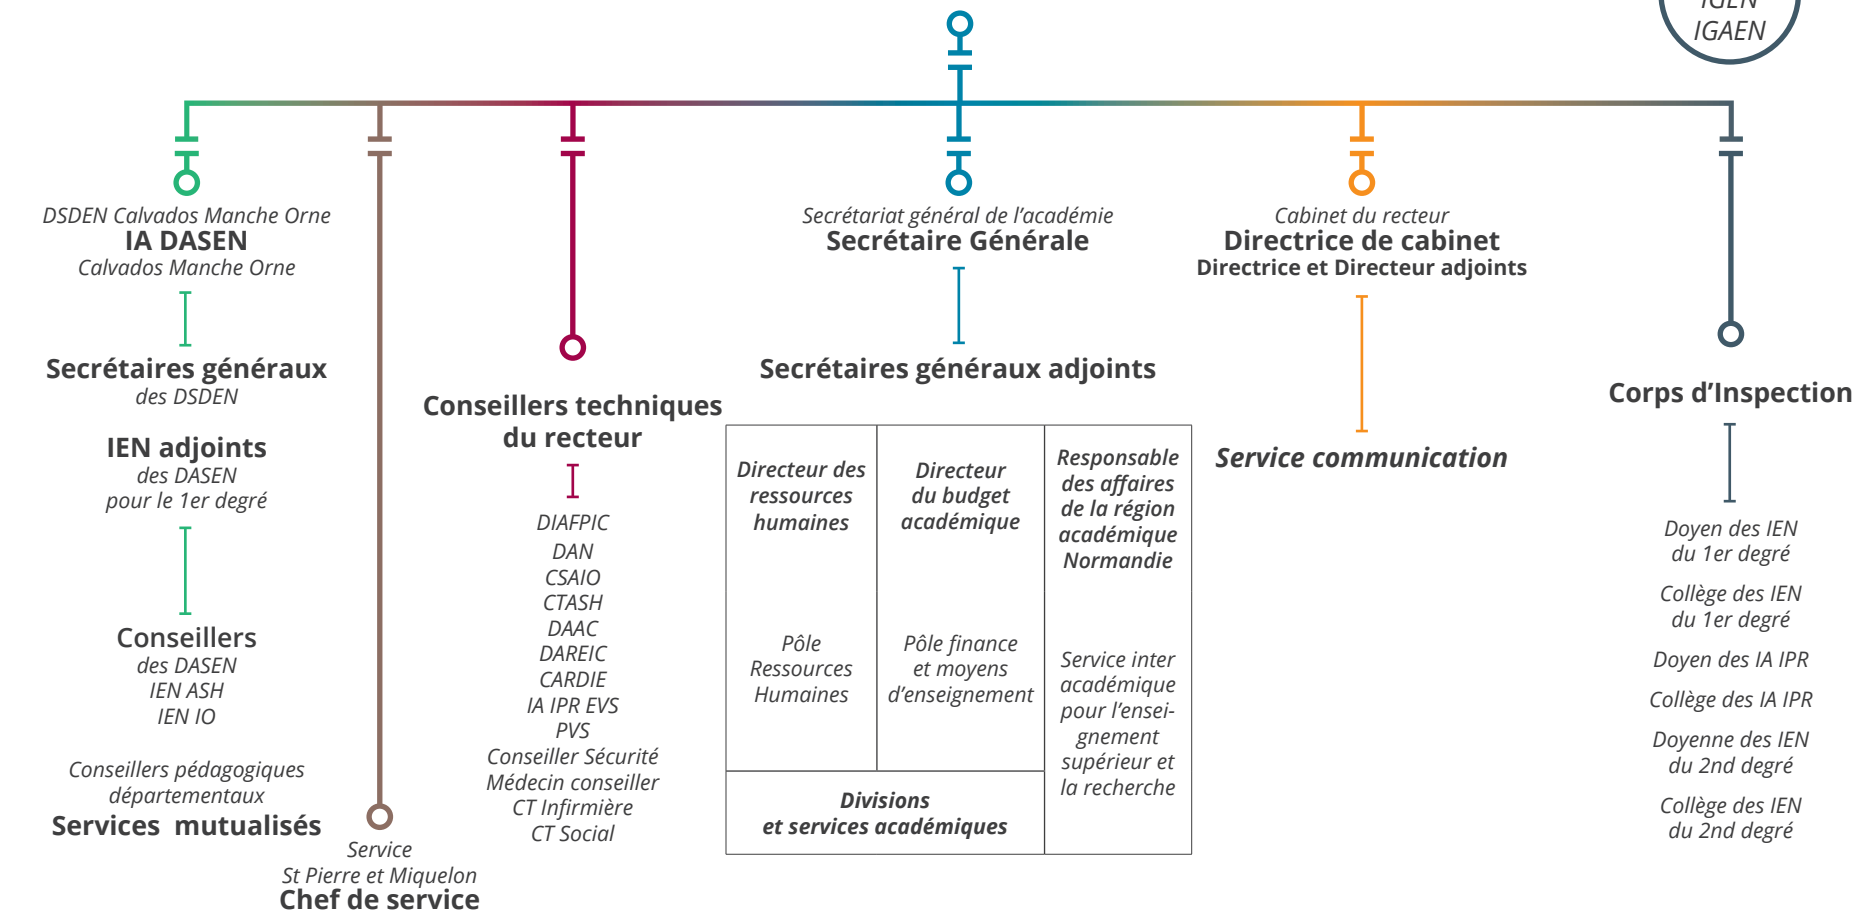 IGEN
IGAEN
DSDEN Calvados Manche Orne
IA DASEN
Calvados Manche Orne
Secrétaires généraux
des DSDEN
IEN adjoints
des DASEN
pour le 1er degré
Conseillers
des DASEN
IEN ASH
IEN IO
Conseillers pédagogiques
départementaux
Services mutualisés
Service
St Pierre et Miquelon
Chef de service
Conseillers techniques
du recteur
DIAFPIC
DAN
CSAIO
CTASH
DAAC
DAREIC
CARDIE
IA IPR EVS
PVS
Conseiller Sécurité
Médecin conseiller
CT Infirmière
CT Social
Secrétariat général de l’académie
Secrétaire Générale
Secrétaires généraux adjoints
Directeur des
ressources
humaines
Pôle
Ressources
Humaines
Directeur
du budget
académique
Pôle finance
et moyens
d’enseignement
Divisions
et services académiques
Responsable
des affaires
de la région
académique
Normandie
Service inter
académique
pour l’ensei-
gnement
supérieur et
la recherche
Cabinet du recteur
Directrice de cabinet
Directrice et Directeur adjoints
Service communication
Corps d’Inspection
Doyen des IEN
du 1er degré
Collège des IEN
du 1er degré
Doyen des IA IPR
Collège des IA IPR
Doyenne des IEN
du 2nd degré
Collège des IEN
du 2nd degré